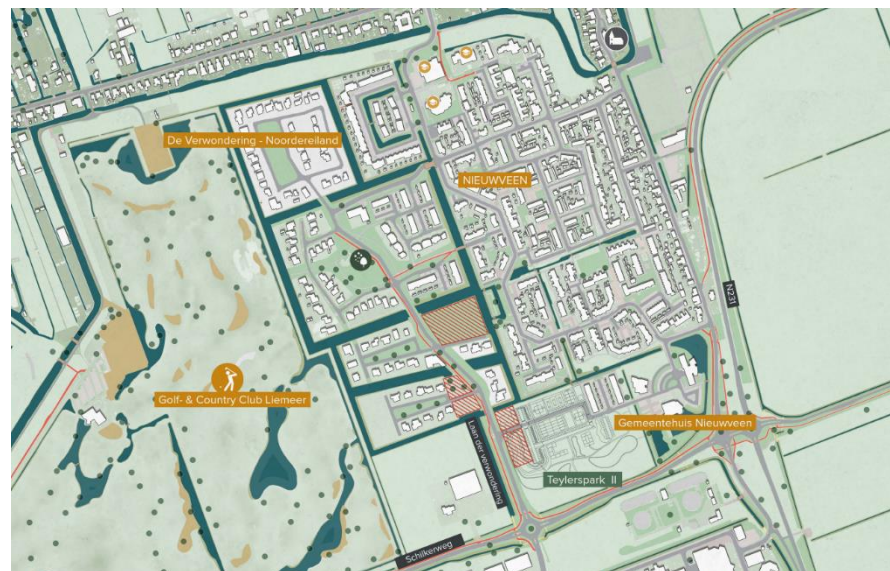 De Verwondering - Noordereiland
NIEUWVEEN
N231
Golf- & Country Club Liemeer
Gemeentehuis Nieuwveen
Laan der verwondering
Teylerspark II
Schilkerweg